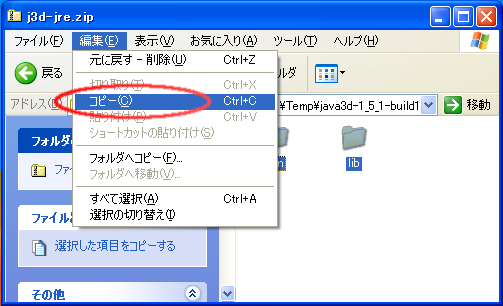 j3d-jre.zip
ファイル(F) 編集(E) 表示(V) お気に入り(A) ツール(T) ヘルプ(H)
戻る
元に戻す - 削除(U) Ctrl+Z
切り取り(T) Ctrl+X
コピー(C) Ctrl+C
貼り付け(P) Ctrl+V
ショートカットの貼り付け(S)
フォルダへコピー(F)...
フォルダへ移動(V)...
すべて選択(A) Ctrl+A
選択の切り替え(I)
ルダ
アドレス(D)
¥Temp¥java3d-1_5_1-build1
移動
フォルダ
ファイ
lib
ファイルと
選択した項目をコピーする
その他